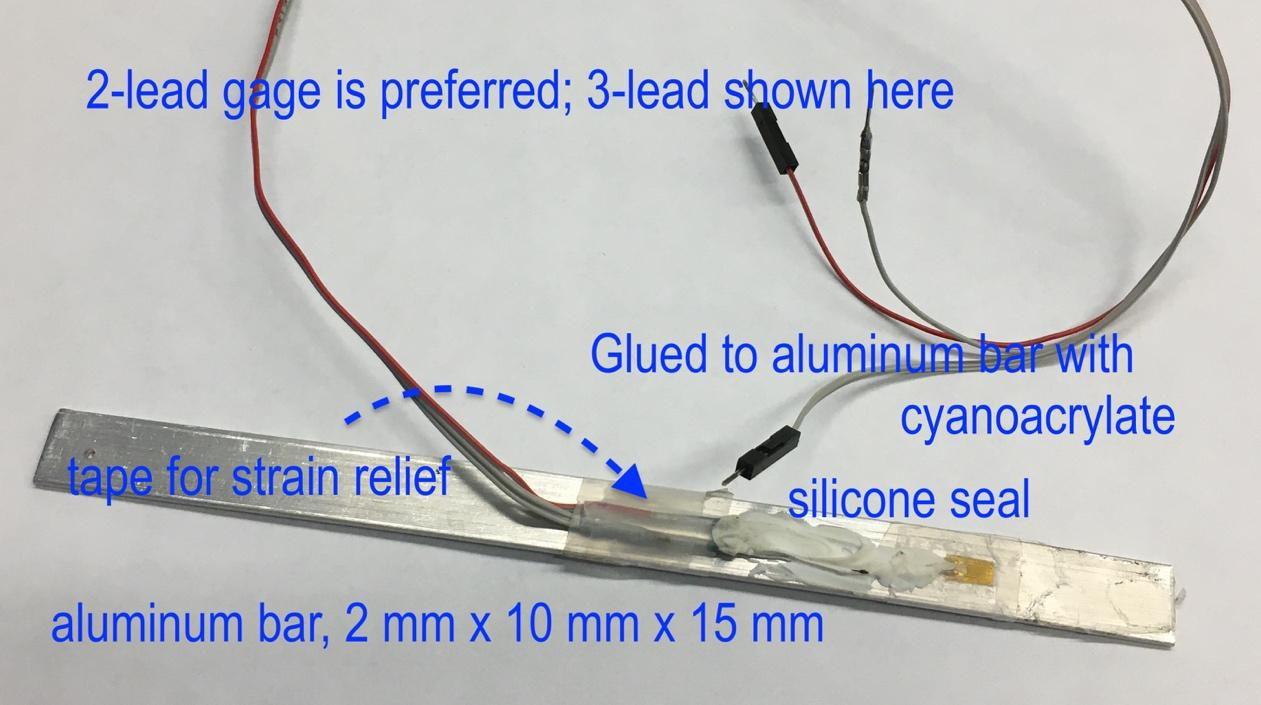 2-lead gage is preferred; 3-lead shown here
Glued to aluminum bar with
cyanoacrylate
tape for strain relief
silicone seal
aluminum bar, 2 mm x 10 mm x 15 mm